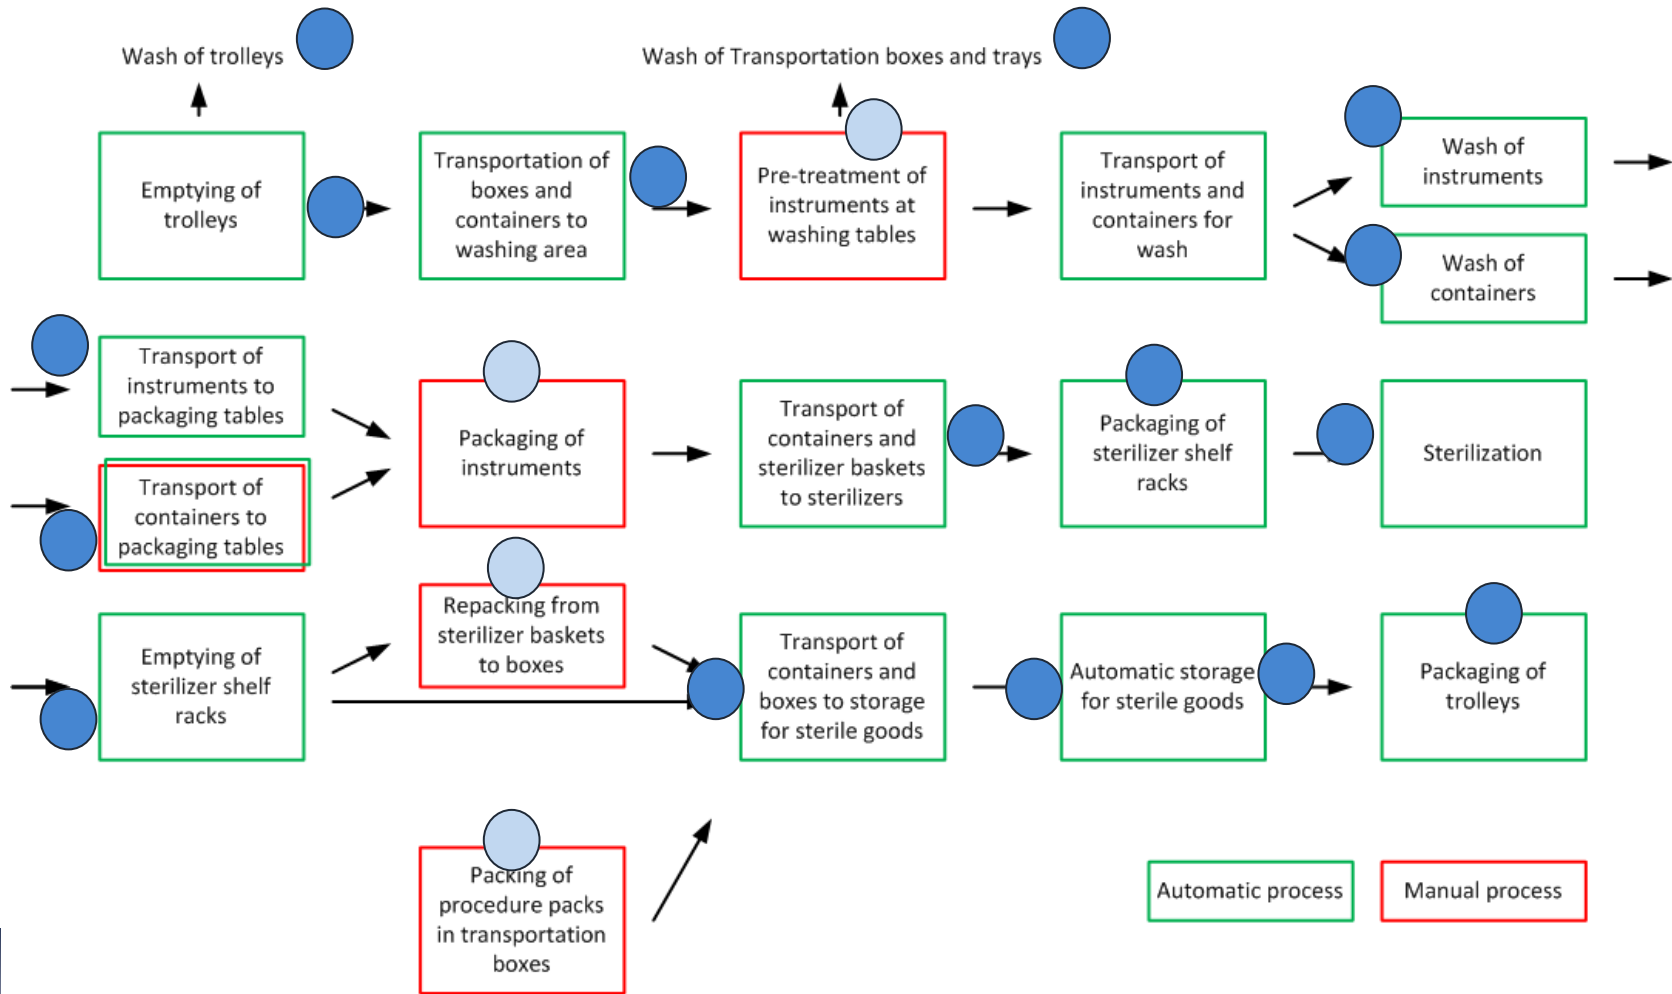 Wash of trolleys
Wash of Transportation boxes and trays
Emptying of
trolleys
Transportation of
boxes and
containers to
washing area
Pre-treatment of
instruments at
washing tables
Transport of
instruments and
containers for
wash
Wash of
instruments
Wash of
containers
Transport of
instruments to
packaging tables
Transport of
containers to
packaging tables
Packaging of
instruments
Transport of
containers and
sterilizer baskets
to sterilizers
Packaging of
sterilizer shelf
racks
Sterilization
Emptying of
sterilizer shelf
racks
Repacking from
sterilizer baskets
to boxes
Transport of
containers and
boxes to storage
for sterile goods
Automatic storage
for sterile goods
Packaging of
trolleys
Packing of
procedure packs
in transportation
boxes
Automatic process
Manual process